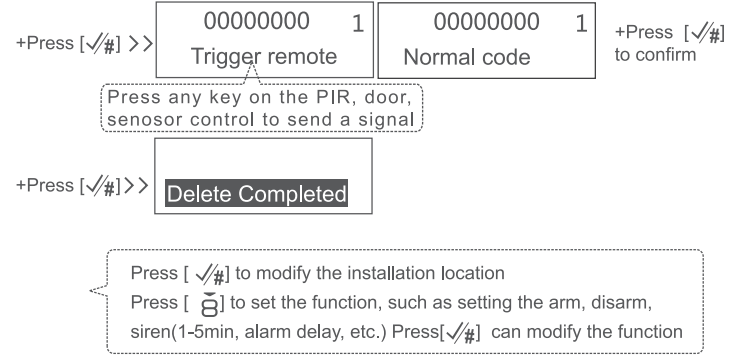 +Press [✓/#] >>
00000000 1
Trigger remote
00000000 1
Normal code
+Press [✓/#]
to confirm
Press any key on the PIR, door,
senosor control to send a signal
+Press [✓/#] >>
Delete Completed
Press [ ✓/#] to modify the installation location
Press [ 8] to set the function, such as setting the arm, disarm,
siren(1-5min, alarm delay, etc.) Press[✓/#] can modify the function